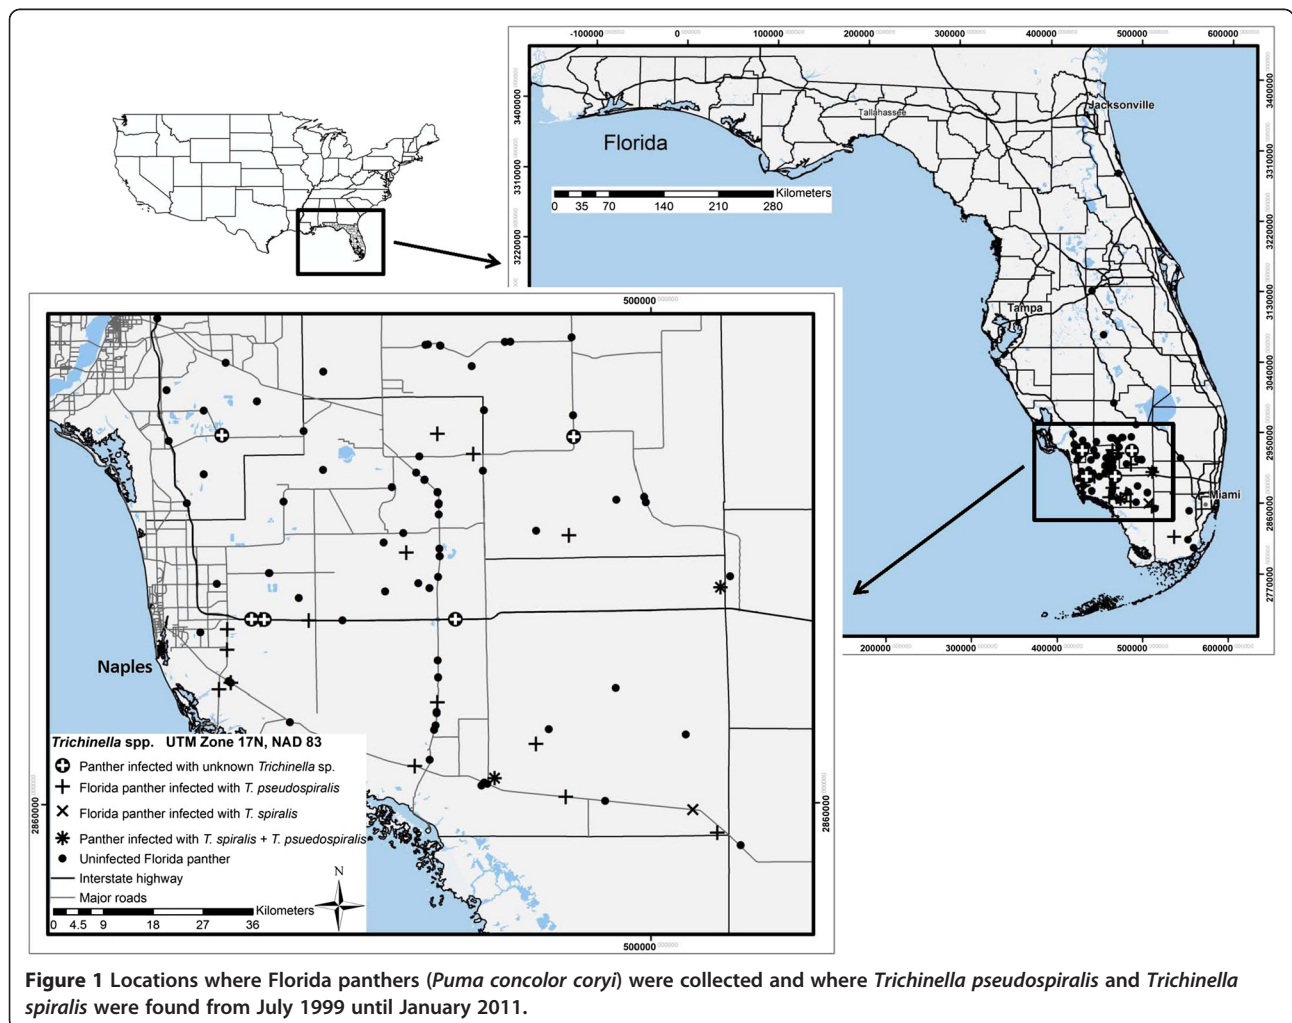 -100000 0 100000 200000 300000 400000 500000 600000
3400000 3400000
Jacksonville
Tallahassee
Florida
3310000
3310000
Kilometers
0 35 70 140 210 280
3220000
3220000
3130000
Tampa
3040000
2950000
Miami
2860000
2770000
200000 300000 400000 500000 600000
500000
Naples
Trichinella spp. UTM Zone 17N, NAD 83
Panther infected with unknown Trichinella sp.
Florida panther infected with T. pseudospiralis
Florida panther infected with T. spiralis
Panther infected with T. spiralis + T. psuedospiralis
Uninfected Florida panther
Interstate highway
Major roads
N
Kilometers
0 4.5 9 18 27 36
2860000
2860000
500000
Figure 1 Locations where Florida panthers (Puma concolor coryi) were collected and where Trichinella pseudospiralis and Trichinella
spiralis were found from July 1999 until January 2011.